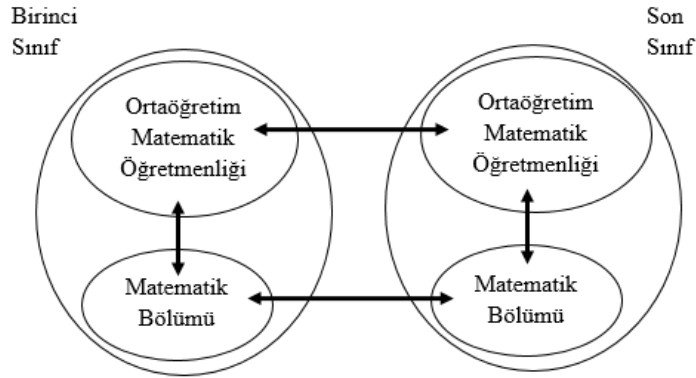 Birinci
Sınıf
Son
Sınıf
Ortaöğretim
Matematik
Öğretmenliği
Ortaöğretim
Matematik
Öğretmenliği
Matematik
Bölümü
Matematik
Bölümü